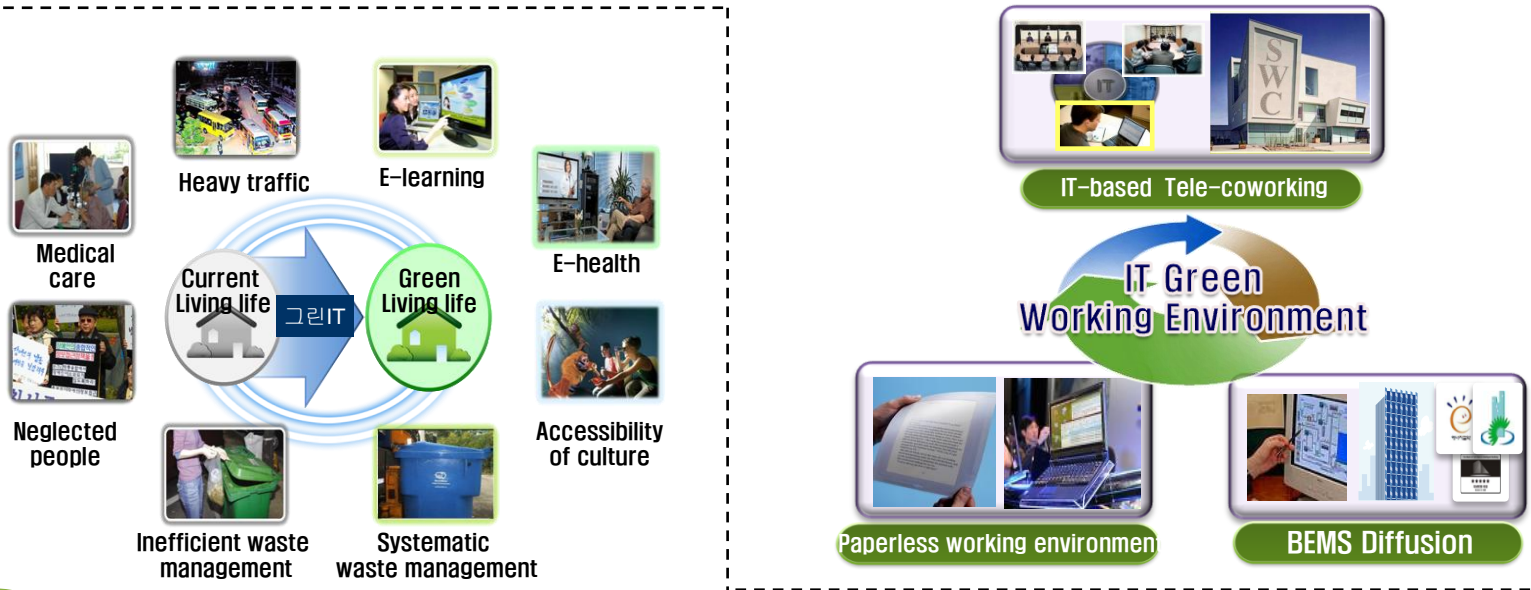 Heavy traffic
E-learning
Medical
care
E-health
Current
Living life
그린IT
Green
Living life
Neglected
people
Accessibility
of culture
Inefficient waste
management
Systematic
waste management
IT
SWC
IT-based Tele-coworking
IT Green
Working Environment
Paperless working environment
BEMS Diffusion